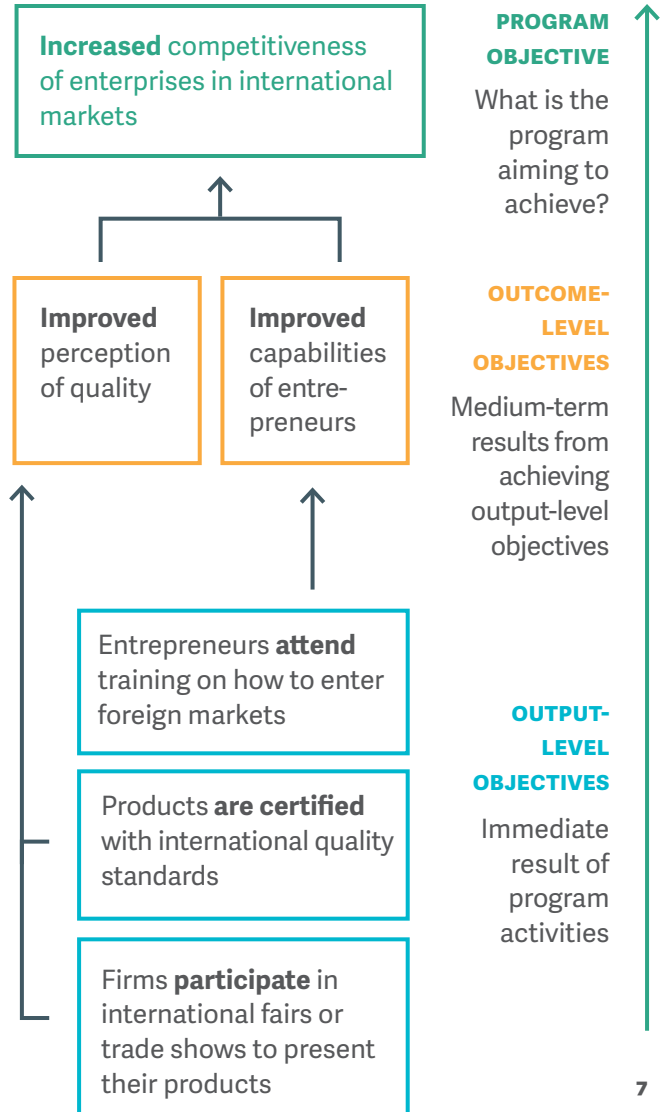 Increased competitiveness
of enterprises in international
markets
PROGRAM
OBJECTIVE
What is the
program
aiming to
achieve?
Improved
perception
of quality
Improved
capabilities
of entre-
preneurs
OUTCOME-
LEVEL
OBJECTIVES
Medium-term
results from
achieving
output-level
objectives
Entrepreneurs attend
training on how to enter
foreign markets
Products are certified
with international quality
standards
Firms participate in
international fairs or
trade shows to present
their products
OUTPUT-
LEVEL
OBJECTIVES
Immediate
result of
program
activities
7